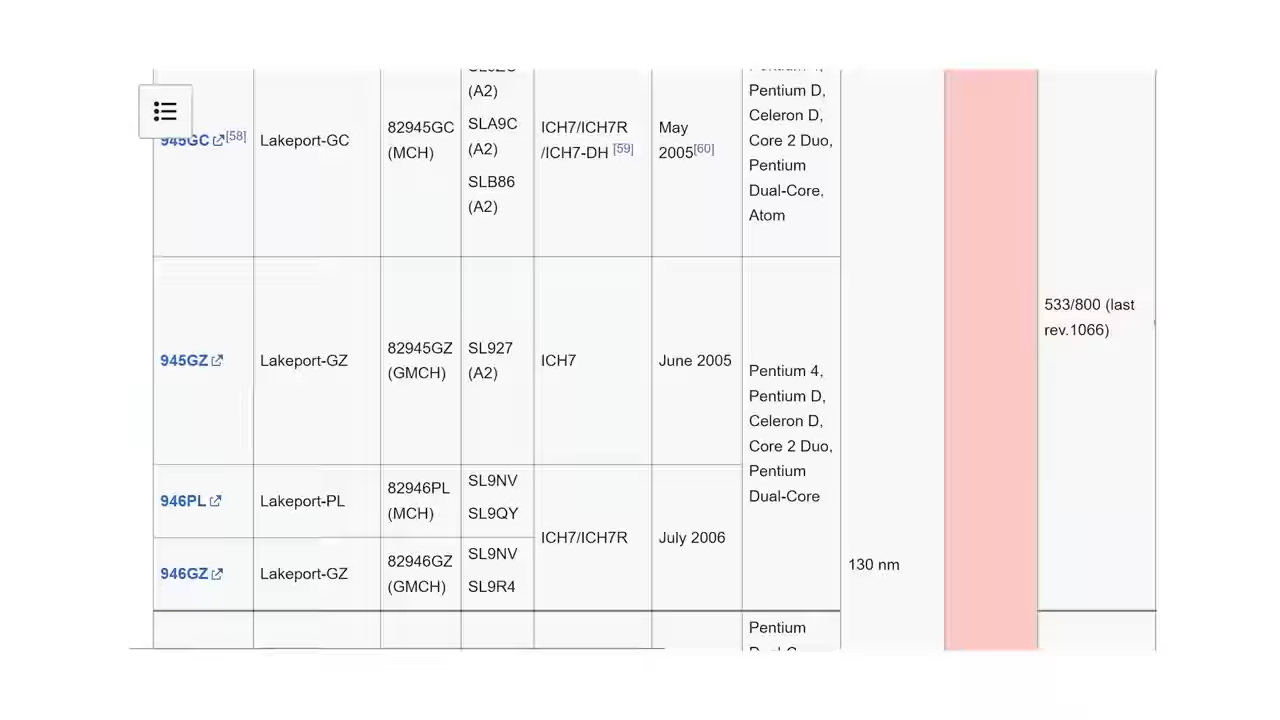 (A2)
945GC [58]
Lakeport-GC
82945GC
(MCH)
SLA9C
(A2)
SLB86
(A2)
ICH7/ICH7R
/ICH7-DH [59]
May
2005[60]
Pentium D,
Celeron D,
Core 2 Duo,
Pentium
Dual-Core,
Atom
533/800 (last
rev.1066)
945GZ
Lakeport-GZ
82945GZ
(GMCH)
SL927
(A2)
ICH7
June 2005
Pentium 4,
Pentium D,
Celeron D,
Core 2 Duo,
Pentium
Dual-Core
946PL
Lakeport-PL
82946PL
(MCH)
SL9NV
SL9QY
ICH7/ICH7R
July 2006
946GZ
Lakeport-GZ
82946GZ
(GMCH)
SL9NV
SL9R4
130 nm
Pentium